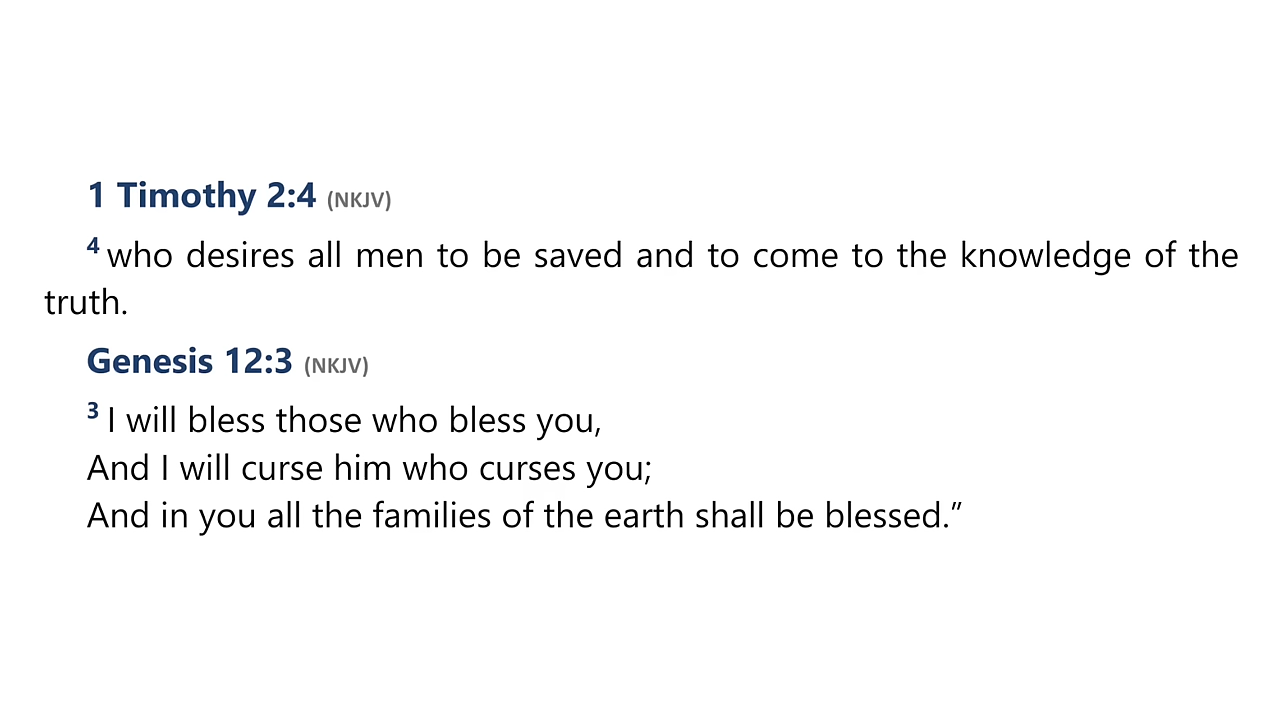 1 Timothy 2:4 (NKJV)
4 who desires all men to be saved and to come to the knowledge of the
truth.
Genesis 12:3 (NKJV)
3 I will bless those who bless you,
And I will curse him who curses you;
And in you all the families of the earth shall be blessed.”